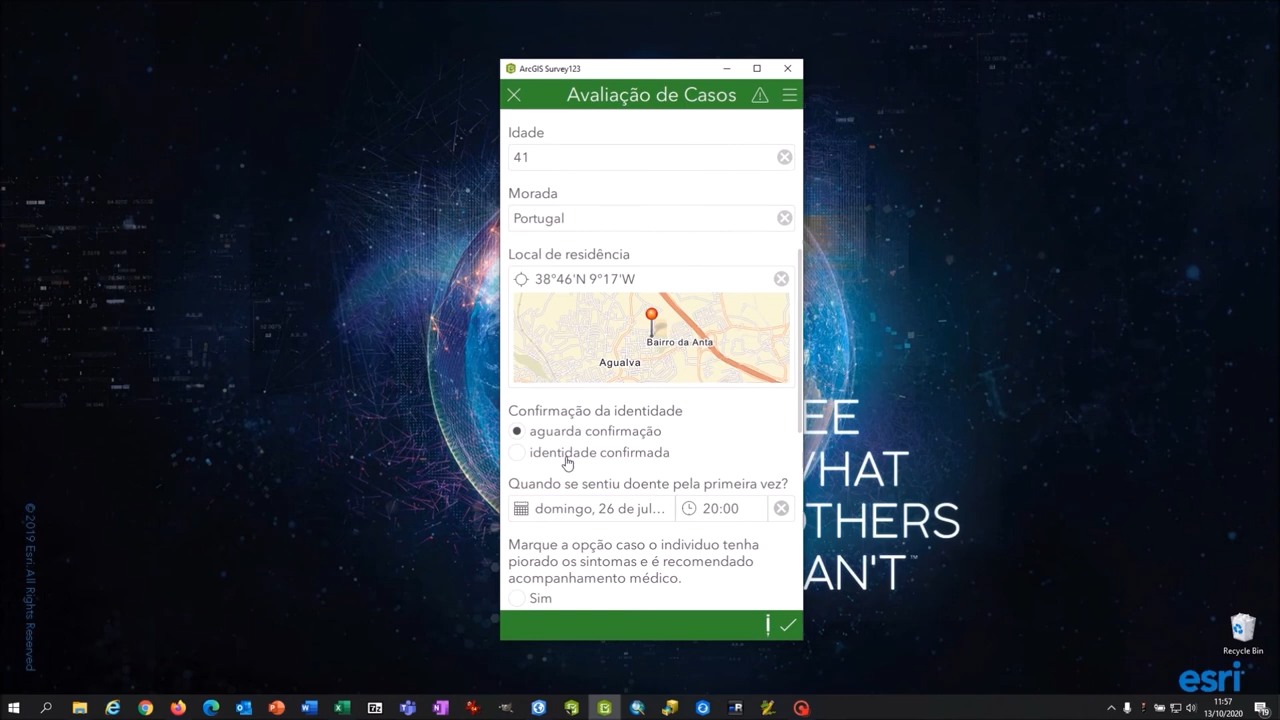 ArcGIS Survey123
Avaliação de Casos
Idade
41
Morada
Portugal
Local de residência
38°46'N 9°17'W
Bairro da Anta
Agualva
Confirmação da identidade
aguarda confirmação
identidade confirmada
Quando se sentiu doente pela primeira vez?
domingo, 26 de jul... 20:00
Marque a opção caso o individuo tenha
piorado os sintomas e é recomendado
acompanhamento médico.
Sim
EE
WHAT
OTHERS
AN'T™
© 2019 Esri. All Rights Reserved
Recycle Bin
esri
11:57
13/10/2020
19